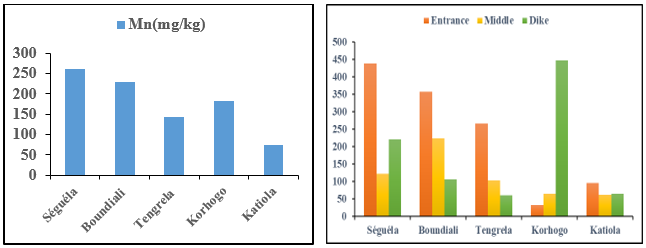 Mn(mg/kg)
300
250
200
150
100
50
0
Séguéla
Boundiali
Tengrela
Korhogo
Katiola
Entrance Middle Dike
500
450
400
350
300
250
200
150
100
50
0
Séguéla Boundiali Tengrela Korhogo Katiola